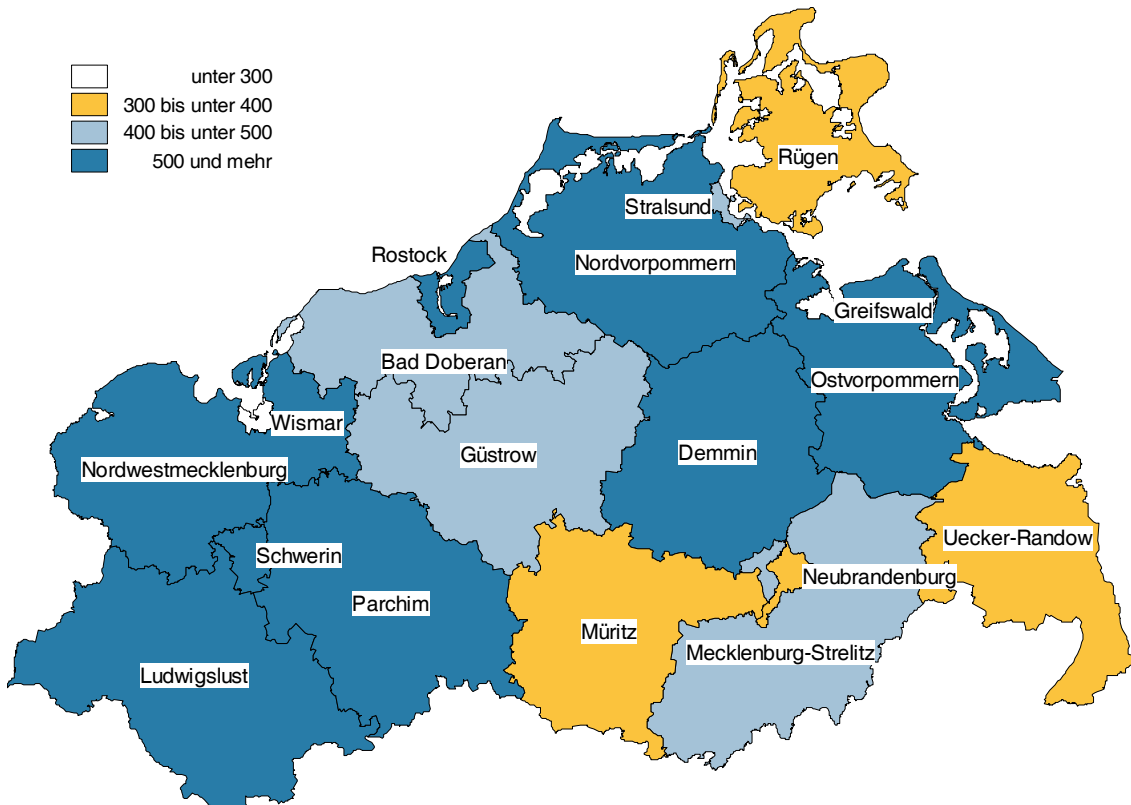 unter 300
300 bis unter 400
400 bis unter 500
500 und mehr
Rügen
Stralsund
Rostock
Nordvorpommern
Greifswald
Bad Doberan
Ostvorpommern
Wismar
Güstrow
Demmin
Nordwestmecklenburg
Uecker-Randow
Schwerin
Neubrandenburg
Parchim
Müritz
Mecklenburg-Strelitz
Ludwigslust